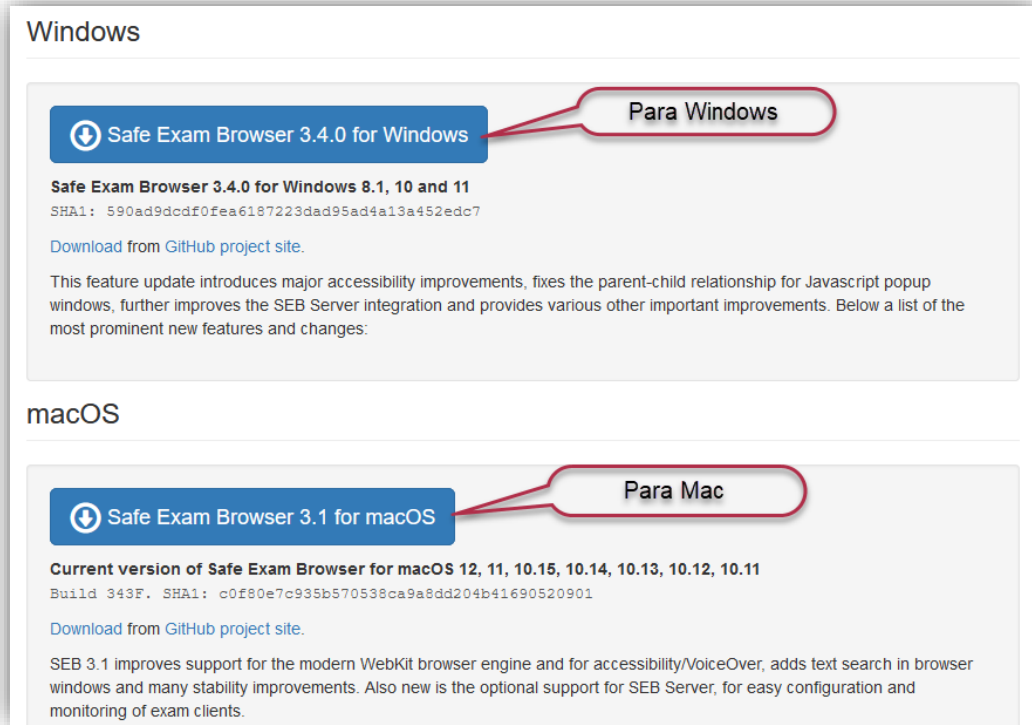 Windows
Safe Exam Browser 3.4.0 for Windows
Para Windows
Safe Exam Browser 3.4.0 for Windows 8.1, 10 and 11
SHA1: 590ad9dcdf0fea6187223dad95ad4a13a452edc7
Download from GitHub project site.
This feature update introduces major accessibility improvements, fixes the parent-child relationship for Javascript popup
windows, further improves the SEB Server integration and provides various other important improvements. Below a list of the
most prominent new features and changes:
macOS
Safe Exam Browser 3.1 for macOS
Para Mac
Current version of Safe Exam Browser for macOS 12, 11, 10.15, 10.14, 10.13, 10.12, 10.11
Build 343F. SHA1: c0f80e7c935b570538ca9a8dd204b41690520901
Download from GitHub project site.
SEB 3.1 improves support for the modern WebKit browser engine and for accessibility/VoiceOver, adds text search in browser
windows and many stability improvements. Also new is the optional support for SEB Server, for easy configuration and
monitoring of exam clients.